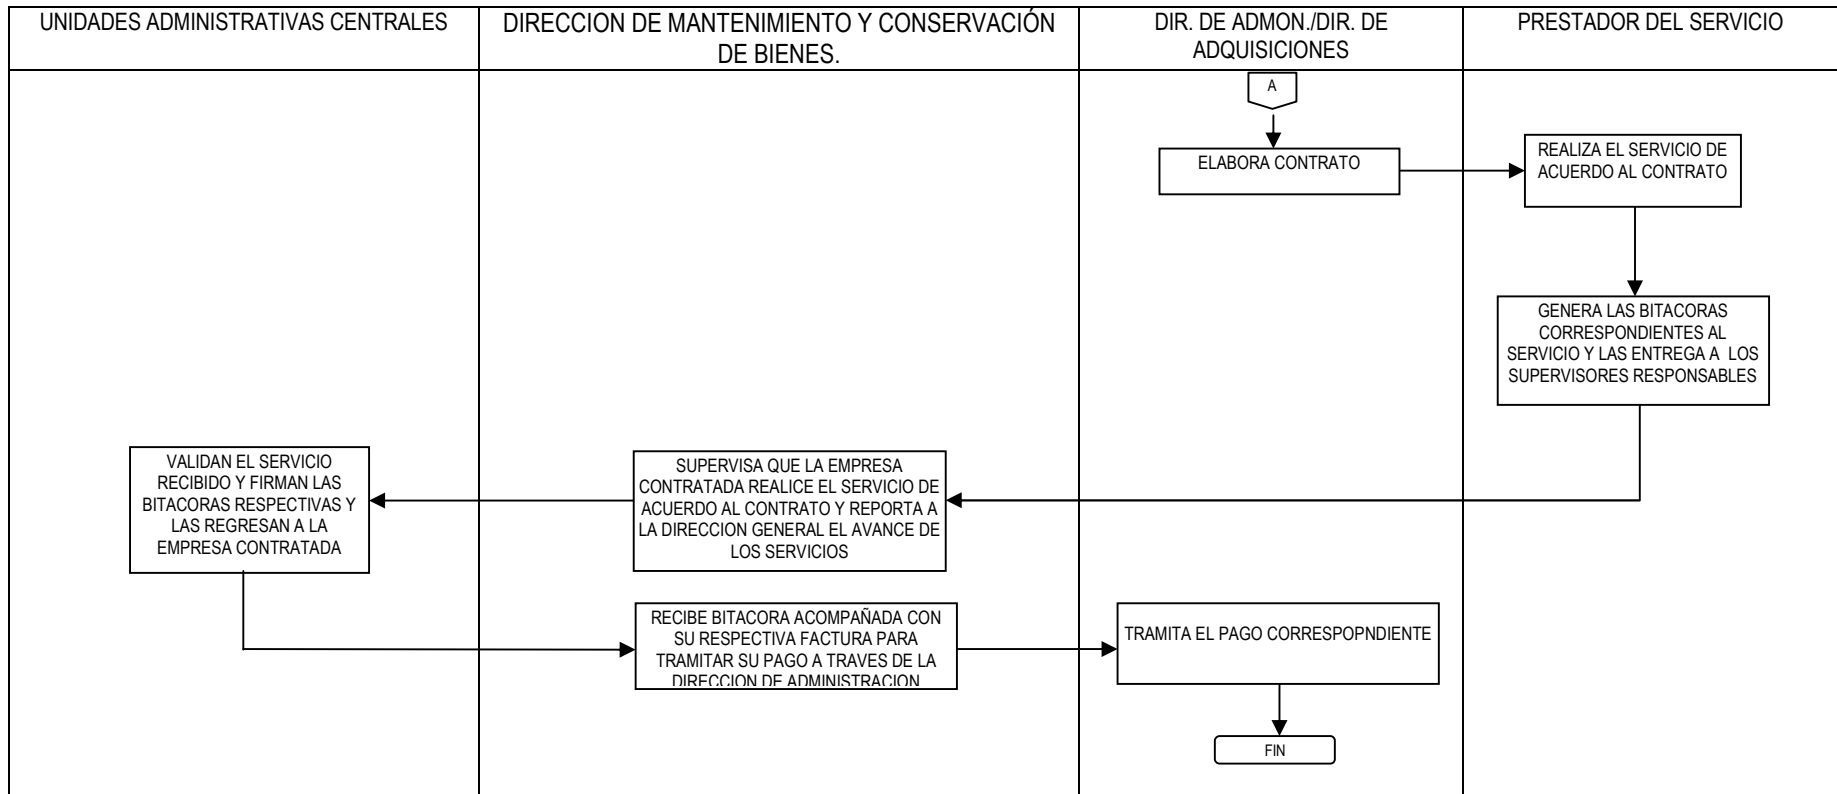 UNIDADES ADMINISTRATIVAS CENTRALES
DIRECCION DE MANTENIMIENTO Y CONSERVACIÓN
DE BIENES.
DIR. DE ADMON./DIR. DE
ADQUISICIONES
PRESTADOR DEL SERVICIO
A
ELABORA CONTRATO
REALIZA EL SERVICIO DE
ACUERDO AL CONTRATO
GENERA LAS BITACORAS
CORRESPONDIENTES AL
SERVICIO Y LAS ENTREGA A LOS
SUPERVISORES RESPONSABLES
SUPERVISA QUE LA EMPRESA
CONTRATADA REALICE EL SERVICIO DE
ACUERDO AL CONTRATO Y REPORTA A
LA DIRECCION GENERAL EL AVANCE DE
LOS SERVICIOS
VALIDAN EL SERVICIO
RECIBIDO Y FIRMAN LAS
BITACORAS RESPECTIVAS Y
LAS REGRESAN A LA
EMPRESA CONTRATADA
RECIBE BITACORA ACOMPAÑADA CON
SU RESPECTIVA FACTURA PARA
TRAMITAR SU PAGO A TRAVES DE LA
DIRECCION DE ADMINISTRACION
TRAMITA EL PAGO CORRESPOPNDIENTE
FIN